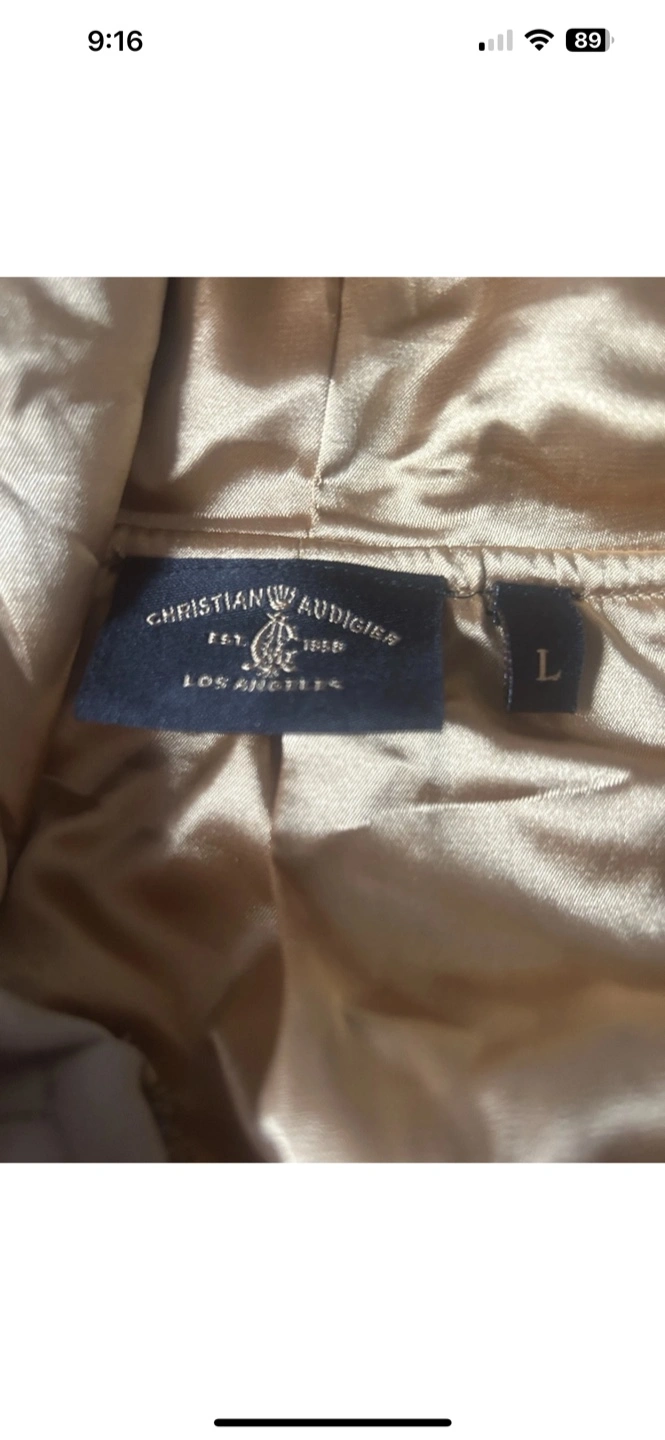 9:16
89
CHRISTIAN AUDIGIER
EST. 1958
LOS ANGELES
L